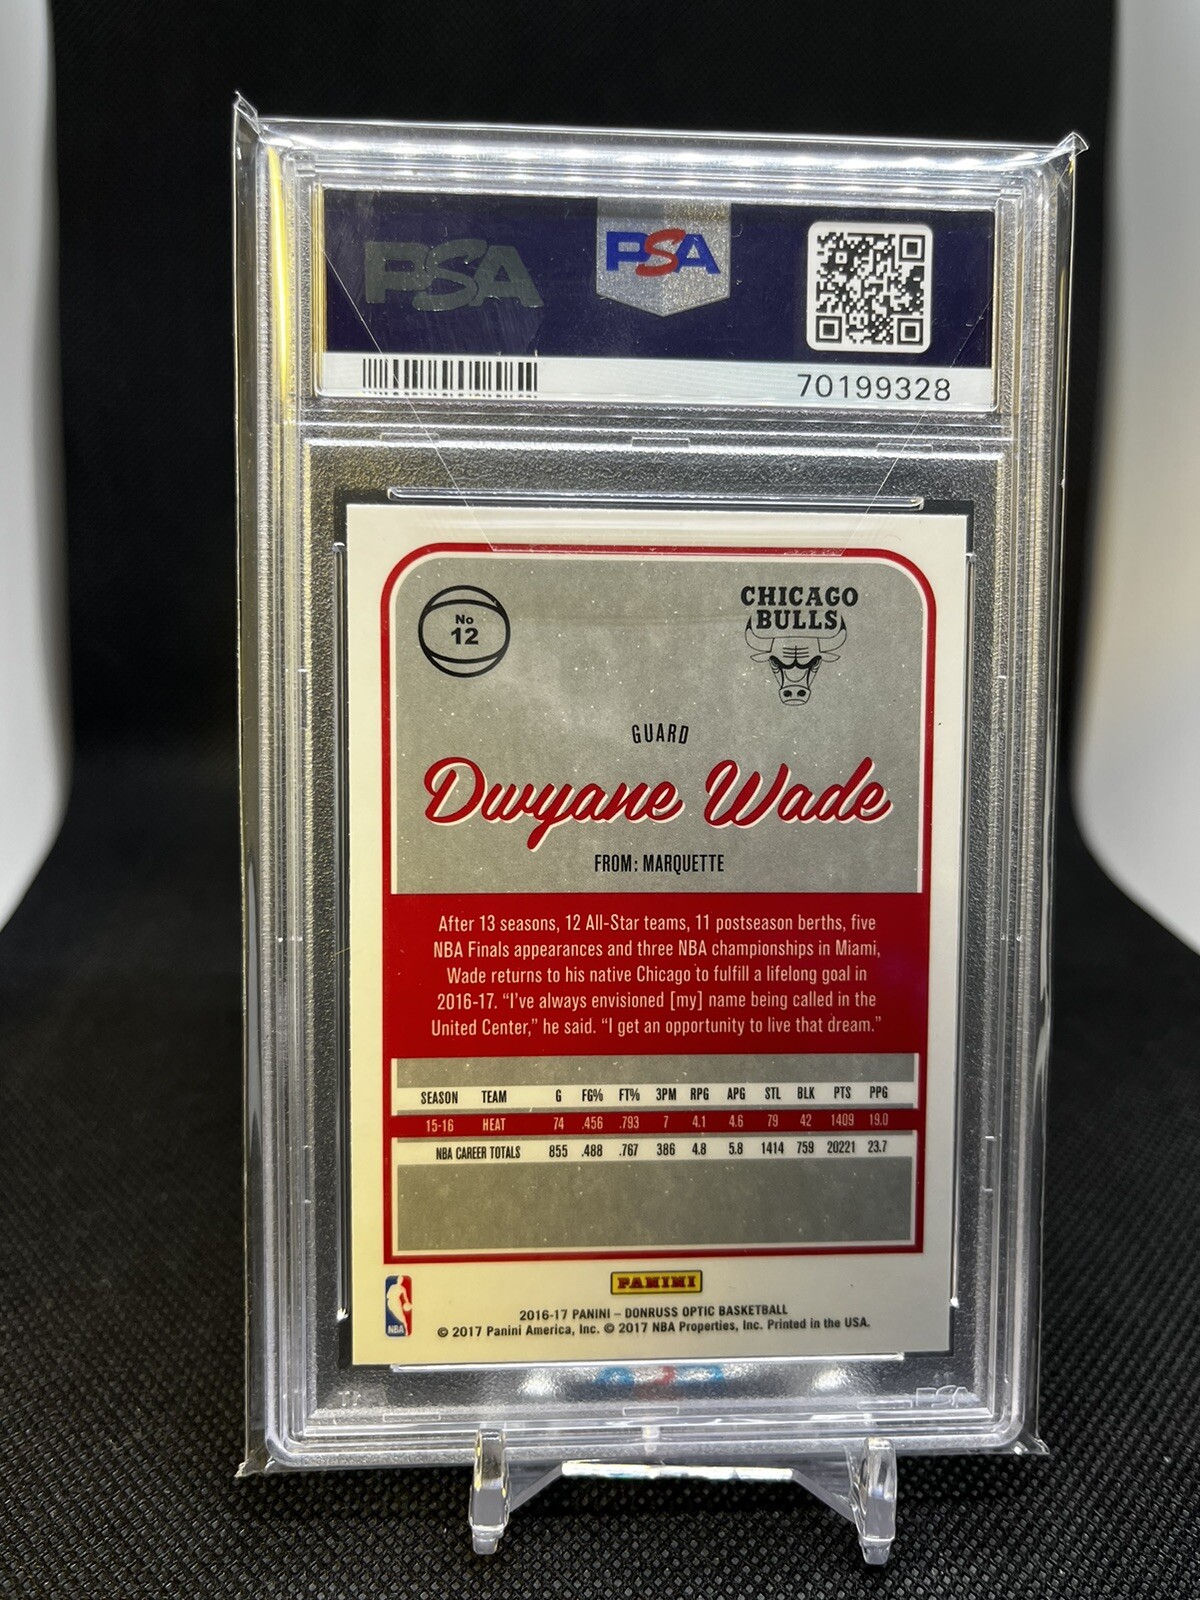 PSA
PSA
70199328
No
12
CHICAGO
BULLS
GUARD
Dwyane Wade
FROM: MARQUETTE
After 13 seasons, 12 All-Star teams, 11 postseason berths, five
NBA Finals appearances and three NBA championships in Miami,
Wade returns to his native Chicago to fulfill a lifelong goal in
2016-17. “I’ve always envisioned [my] name being called in the
United Center,” he said. “I get an opportunity to live that dream.”
SEASON TEAM G FG% FT% 3PM RPG APG STL BLK PTS PPG
15-16 HEAT 74 .456 .793 7 4.1 4.6 79 42 1409 19.0
NBA CAREER TOTALS 855 .488 .767 386 4.8 5.8 1414 759 20221 23.7
PANINI
NBA
2016-17 PANINI – DONRUSS OPTIC BASKETBALL
© 2017 Panini America, Inc. © 2017 NBA Properties, Inc. Printed in the USA.
PSA